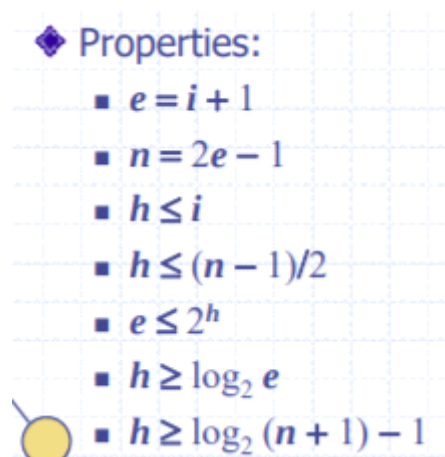 Properties:
e = i + 1
n = 2e − 1
h ≤ i
h ≤ (n − 1)/2
e ≤ 2^h
h ≥ log₂ e
h ≥ log₂ (n + 1) − 1